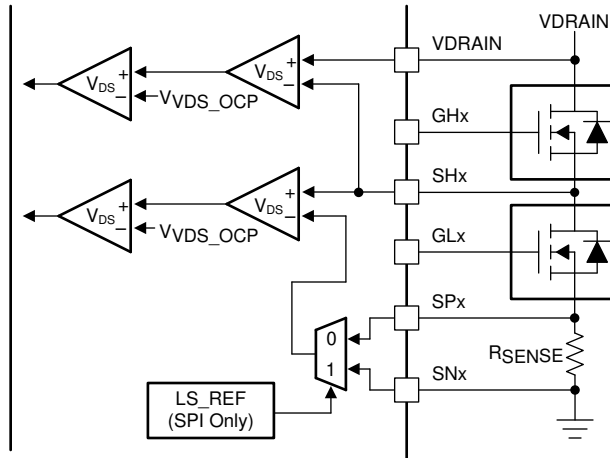 VDRAIN
VDRAIN
+
VDS
−
VVDS_OCP
+
VDS
−
GHx
SHx
+
VDS
−
VVDS_OCP
+
VDS
−
GLx
SPx
0
1
RSENSE
SNx
LS_REF
(SPI Only)